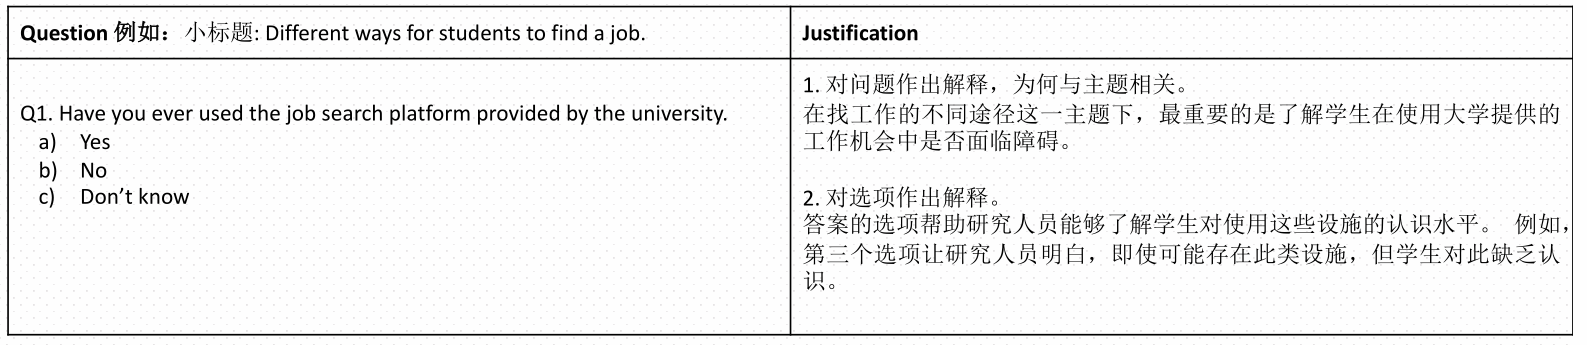 Question 例如：小标题: Different ways for students to find a job.
Justification
Q1. Have you ever used the job search platform provided by the university.
a) Yes
b) No
c) Don’t know
1. 对问题作出解释，为何与主题相关。
在找工作的不同途径这一主题下，最重要的是了解学生在使用大学提供的
工作机会中是否面临障碍。
2. 对选项作出解释。
答案的选项帮助研究人员能够了解学生对使用这些设施的认识水平。 例如，
第三个选项让研究人员明白，即使可能存在此类设施，但学生对此缺乏认
识。